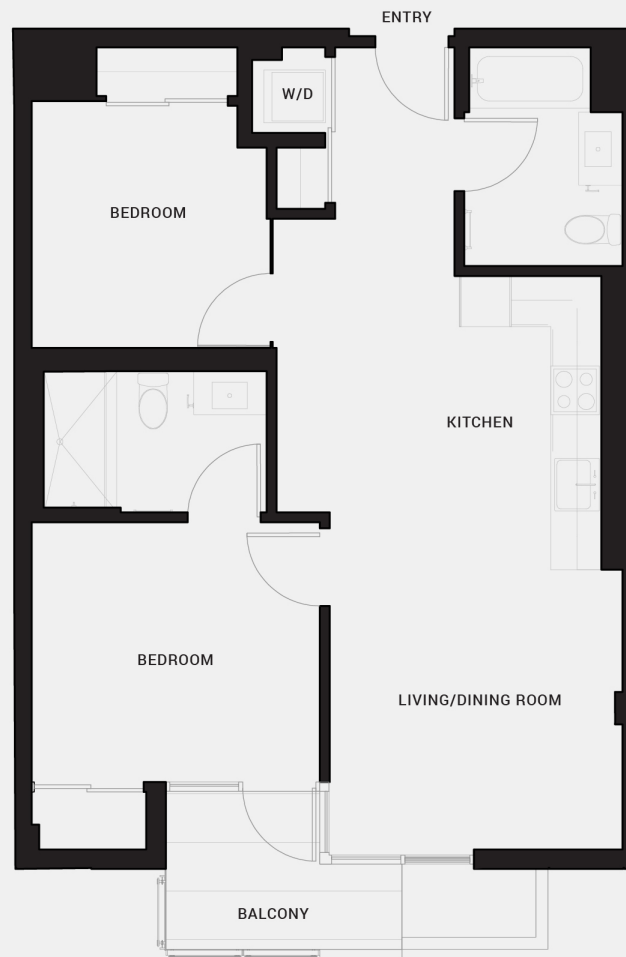 ENTRY
W/D
BEDROOM
KITCHEN
BEDROOM
LIVING/DINING ROOM
BALCONY